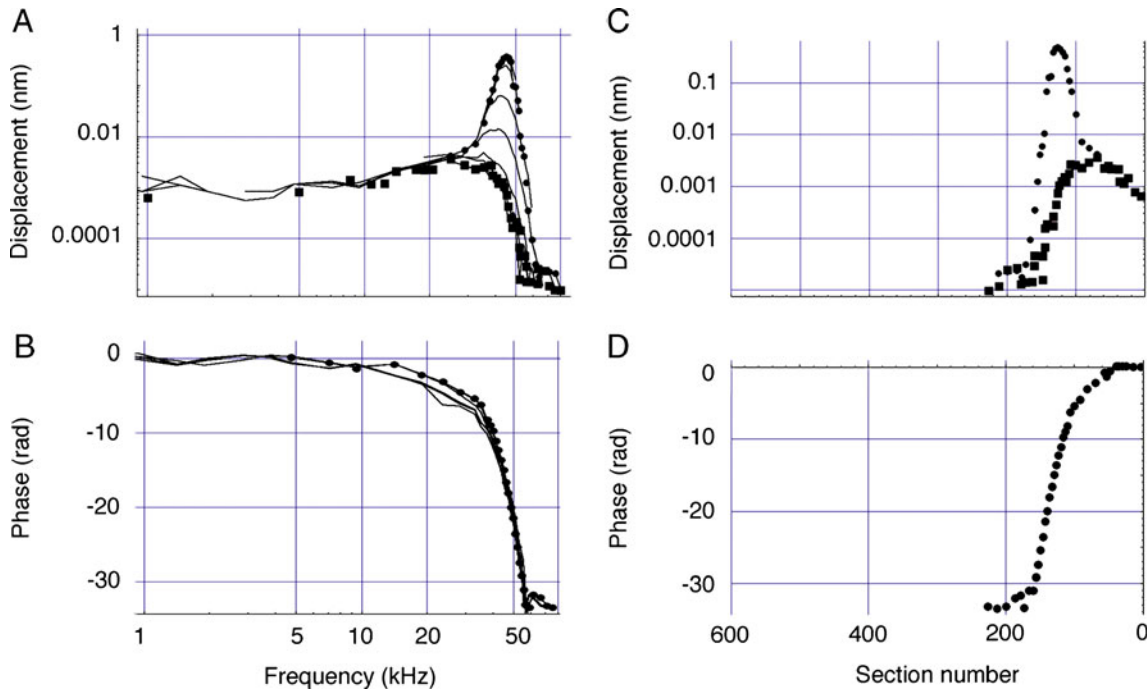 A
1
0.01
0.0001
Displacement (nm)
B
0
-10
-20
-30
Phase (rad)
1
5
10
20
50
Frequency (kHz)
C
0.1
0.01
0.001
0.0001
Displacement (nm)
D
0
-10
-20
-30
Phase (rad)
600
400
200
0
Section number